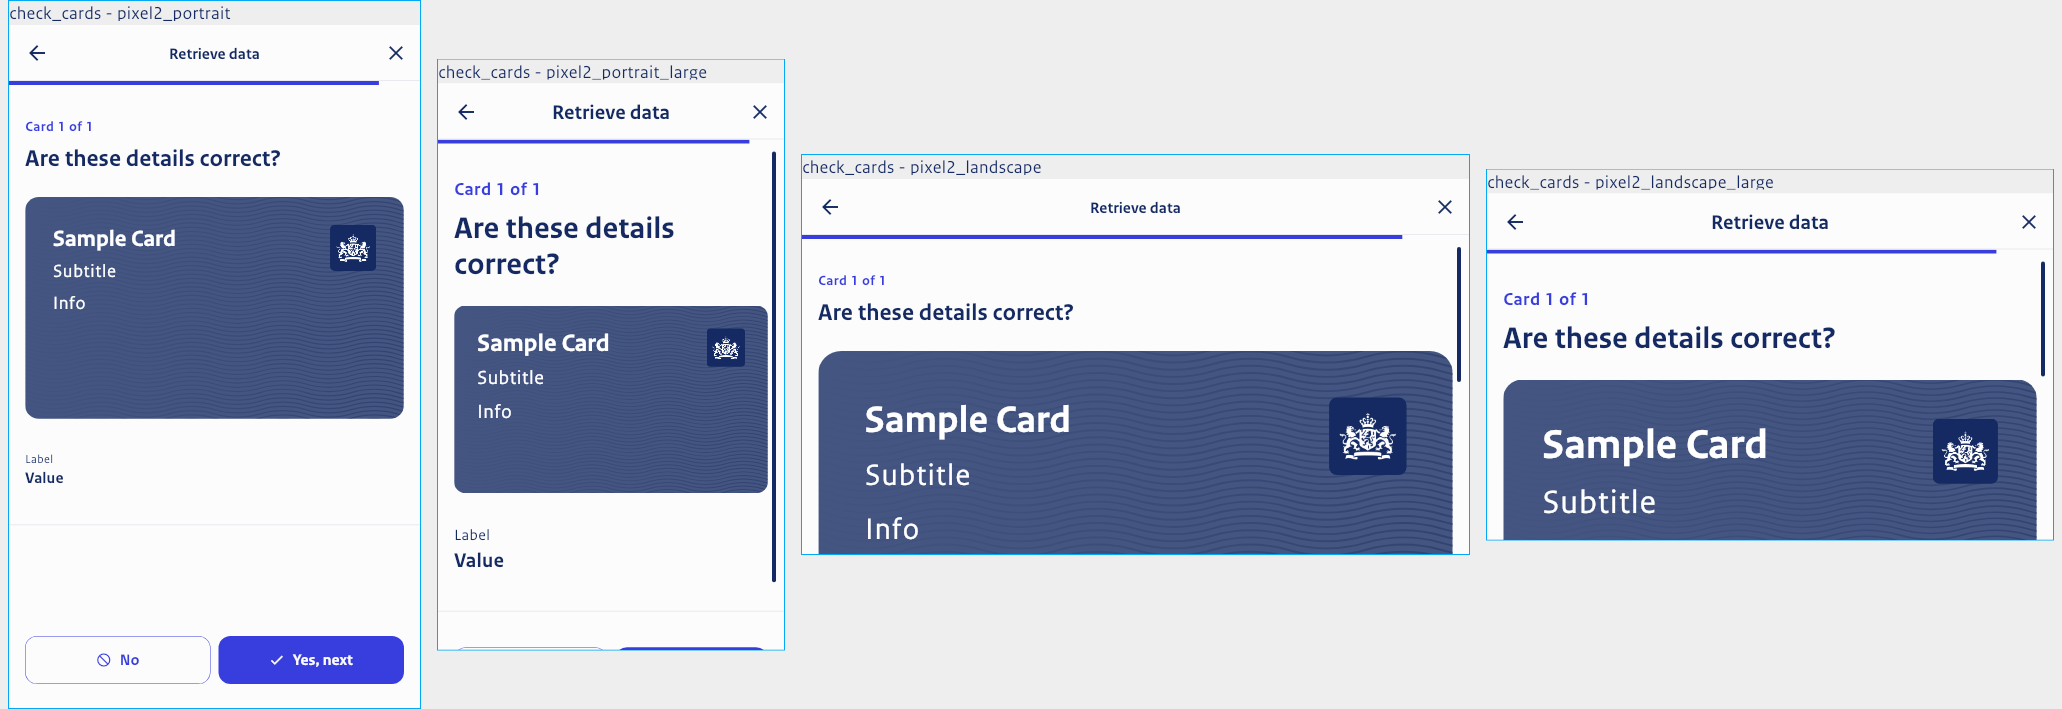 check_cards - pixel2_portrait
Retrieve data
Card 1 of 1
Are these details correct?
Sample Card
Subtitle
Info
Label
Value
No
Yes, next
check_cards - pixel2_portrait_large
Retrieve data
Card 1 of 1
Are these details
correct?
Sample Card
Subtitle
Info
Label
Value
check_cards - pixel2_landscape
Retrieve data
Card 1 of 1
Are these details correct?
Sample Card
Subtitle
Info
check_cards - pixel2_landscape_large
Retrieve data
Card 1 of 1
Are these details correct?
Sample Card
Subtitle